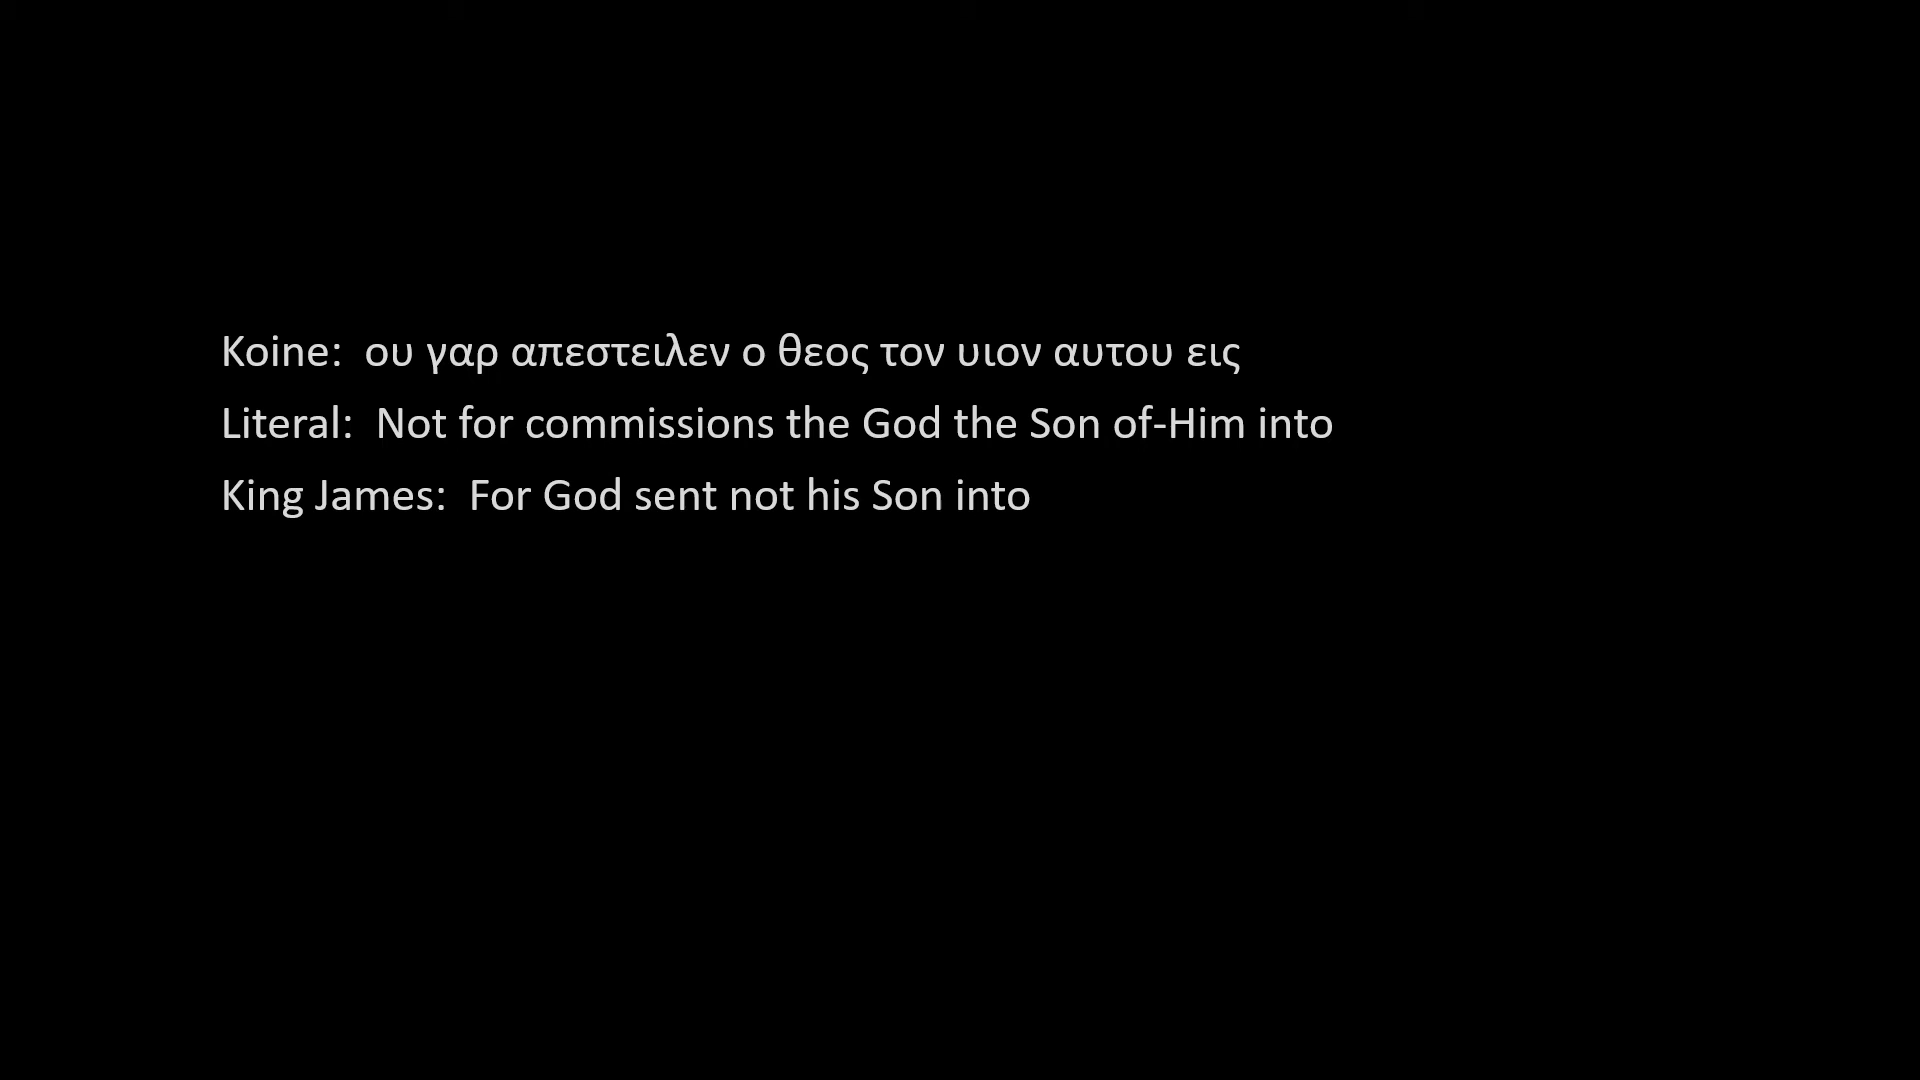 Koine:  ου γαρ απεστειλεν ο θεος τον υιον αυτου εις
Literal:  Not for commissions the God the Son of-Him into
King James:  For God sent not his Son into